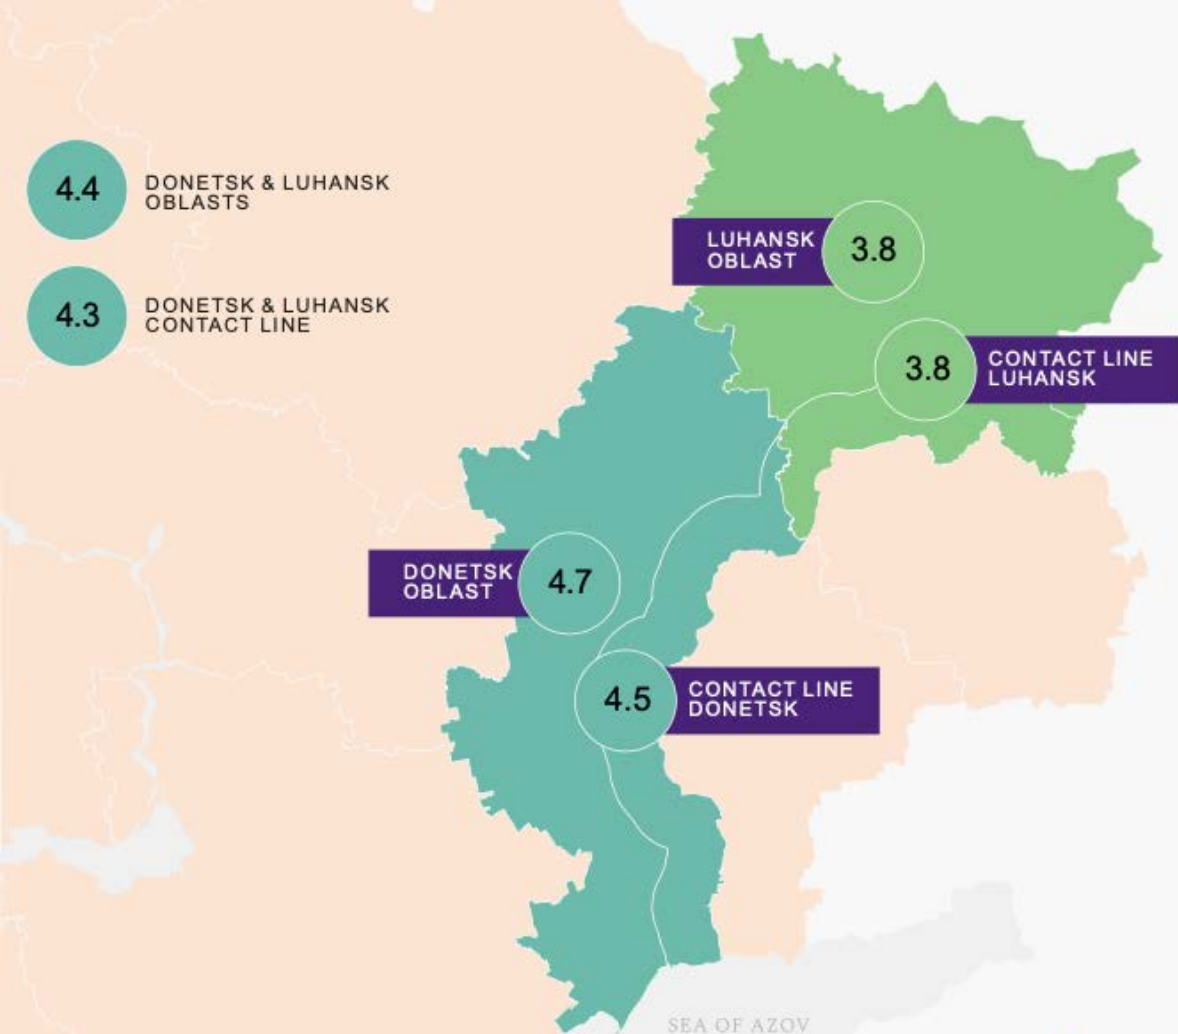 4.4
DONETSK & LUHANSK
OBLASTS
4.3
DONETSK & LUHANSK
CONTACT LINE
LUHANSK
OBLAST
3.8
3.8
CONTACT LINE
LUHANSK
DONETSK
OBLAST
4.7
4.5
CONTACT LINE
DONETSK
SEA OF AZOV